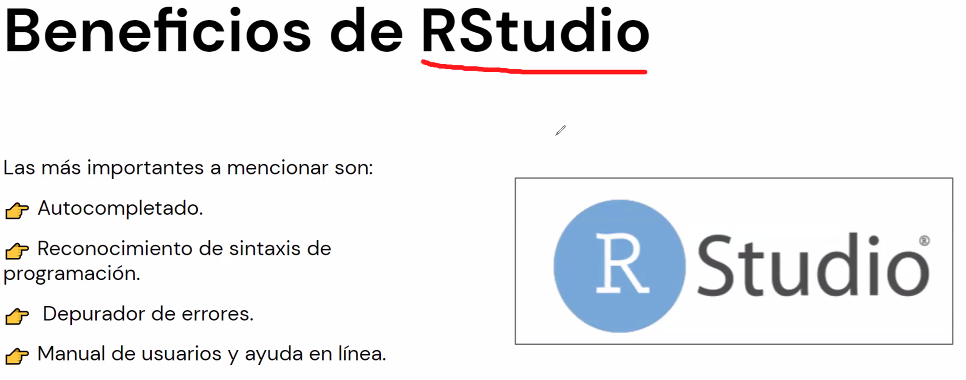 Beneficios de RStudio
Las más importantes a mencionar son:
👉 Autocompletado.
👉 Reconocimiento de sintaxis de
programación.
👉 Depurador de errores.
👉 Manual de usuarios y ayuda en línea.
R Studio®